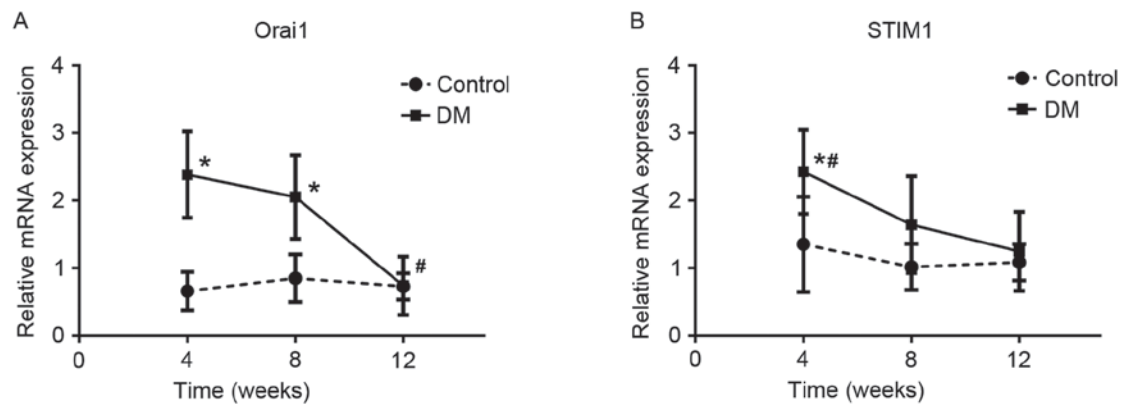 A
Orai1
Relative mRNA expression
4
3
2
1
0
0
4
8
12
Time (weeks)
Control
DM
*
*
#
B
STIM1
Relative mRNA expression
4
3
2
1
0
0
4
8
12
Time (weeks)
Control
DM
*#